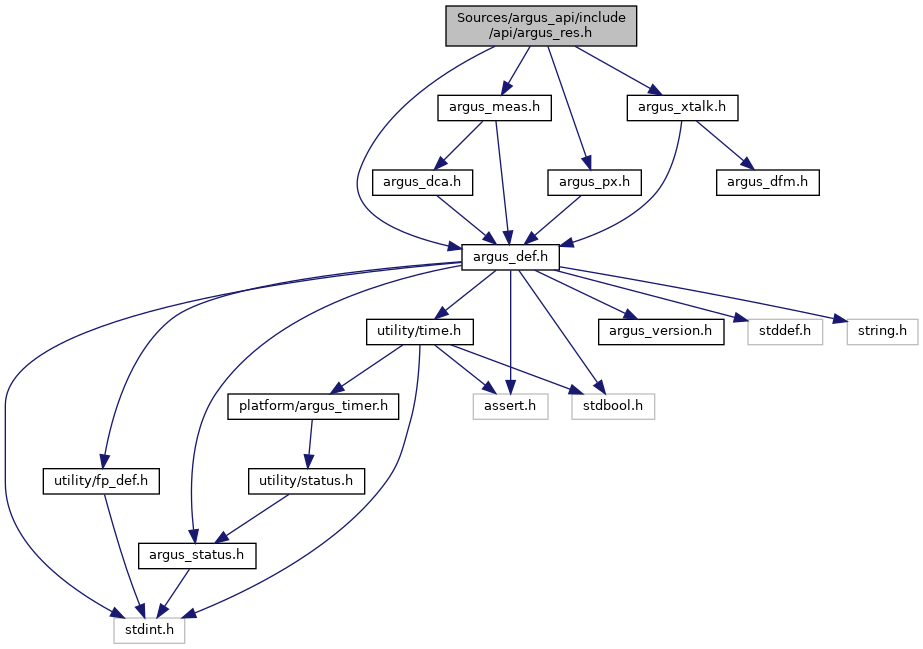 Sources/argus_api/include
/api/argus_res.h
argus_meas.h
argus_xtalk.h
argus_dca.h
argus_px.h
argus_dfm.h
argus_def.h
utility/time.h
argus_version.h
stddef.h
string.h
platform/argus_timer.h
assert.h
stdbool.h
utility/fp_def.h
utility/status.h
argus_status.h
stdint.h